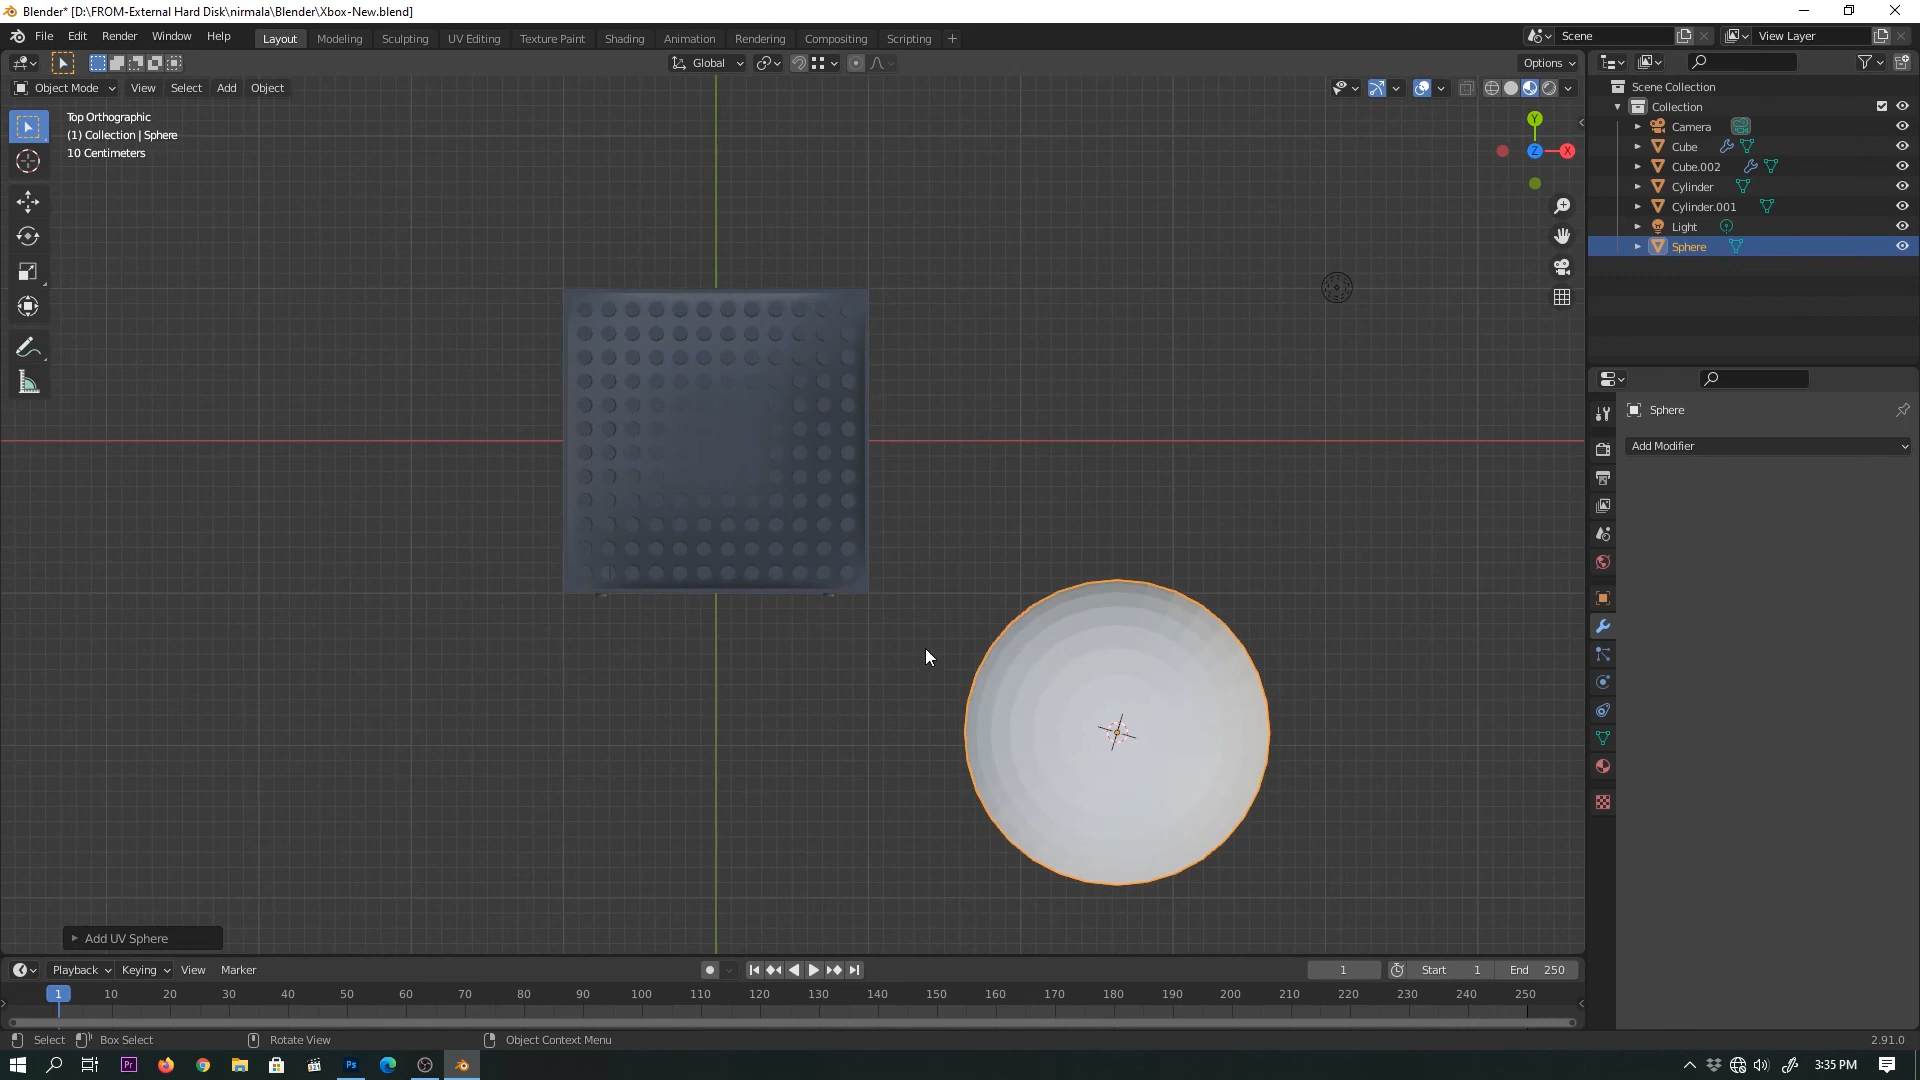 Blender* [D:\FROM-External Hard Disk\nirmala\Blender\Xbox-New.blend]
File Edit Render Window Help Layout Modeling Sculpting UV Editing Texture Paint Shading Animation Rendering Compositing Scripting + Scene View Layer
Global Options
Object Mode View Select Add Object
Top Orthographic
(1) Collection | Sphere
10 Centimeters
Y
Z X
Scene Collection
Collection
Camera
Cube
Cube.002
Cylinder
Cylinder.001
Light
Sphere
Sphere
Add Modifier
Add UV Sphere
Playback Keying View Marker 1 Start 1 End 250
1 10 20 30 40 50 60 70 80 90 100 110 120 130 140 150 160 170 180 190 200 210 220 230 240 250
Select Box Select Rotate View Object Context Menu 2.91.0
Pr Ps 3:35 PM